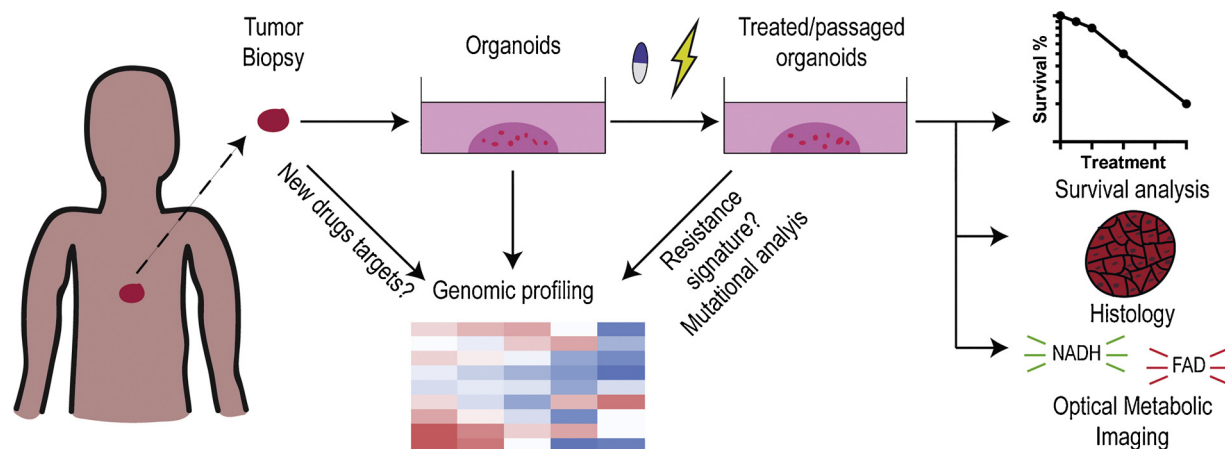 Tumor
Biopsy
Organoids
Treated/passaged
organoids
New drugs targets?
Genomic profiling
Resistance
signature?
Mutational analyis
Survival %
Treatment
Survival analysis
Histology
NADH
FAD
Optical Metabolic
Imaging